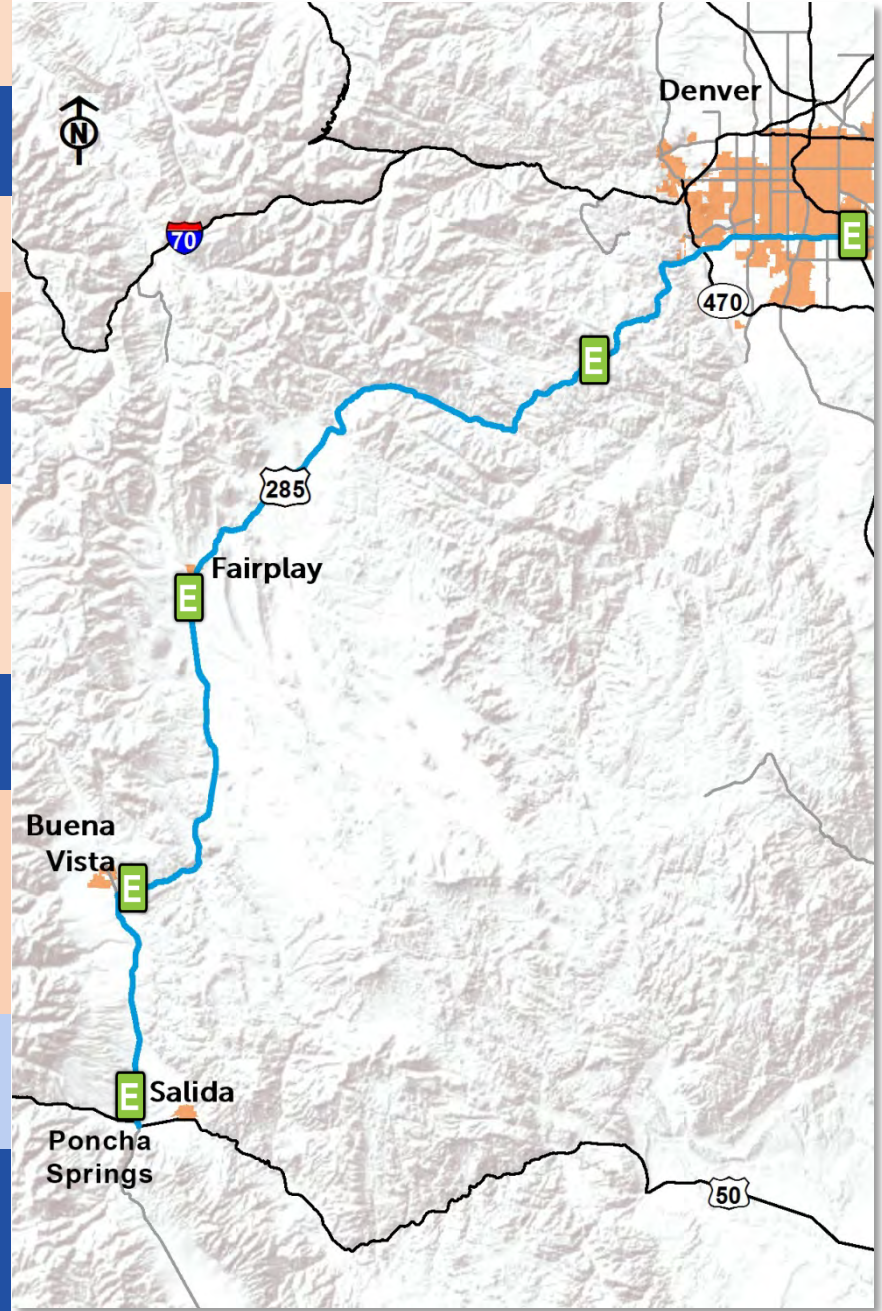 Denver
N
70
E
470
E
285
Fairplay
E
Buena
Vista
E
E
Salida
Poncha
Springs
50